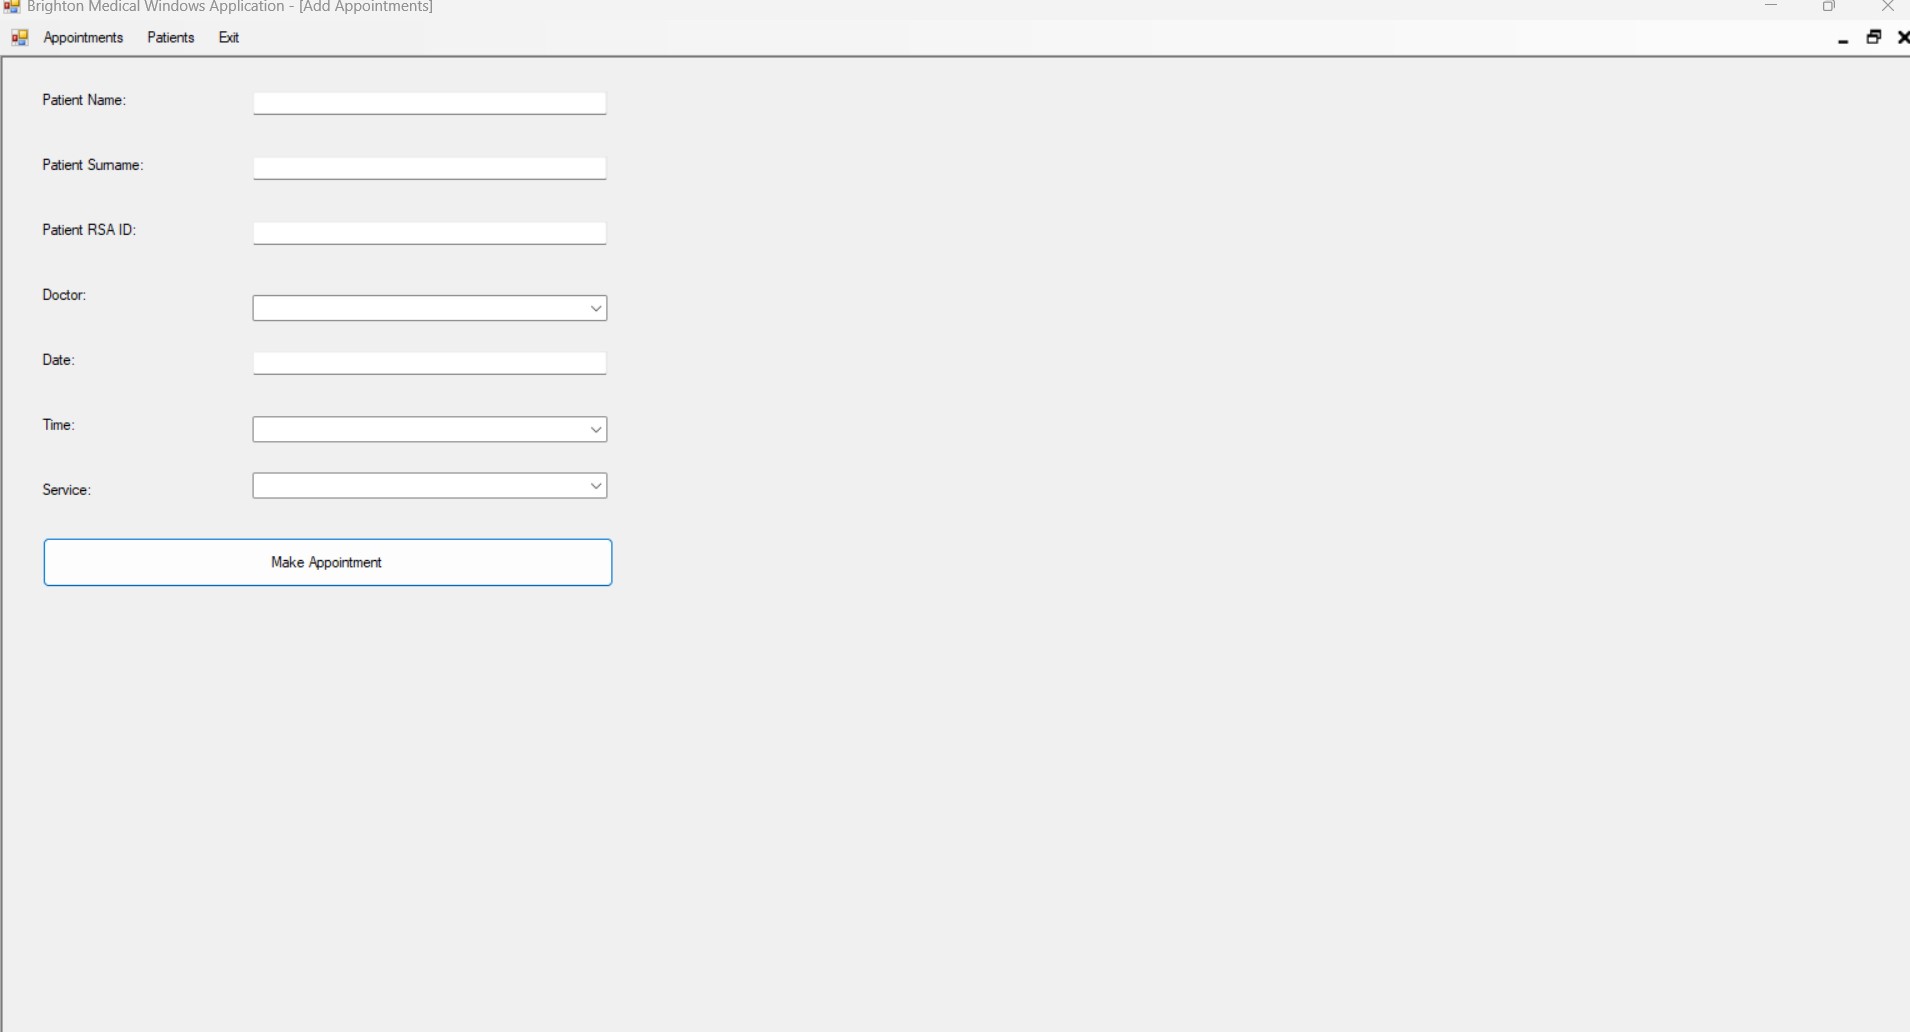 Brighton Medical Windows Application - [Add Appointments]
Appointments Patients Exit
Patient Name:
Patient Surname:
Patient RSA ID:
Doctor:
Date:
Time:
Service:
Make Appointment